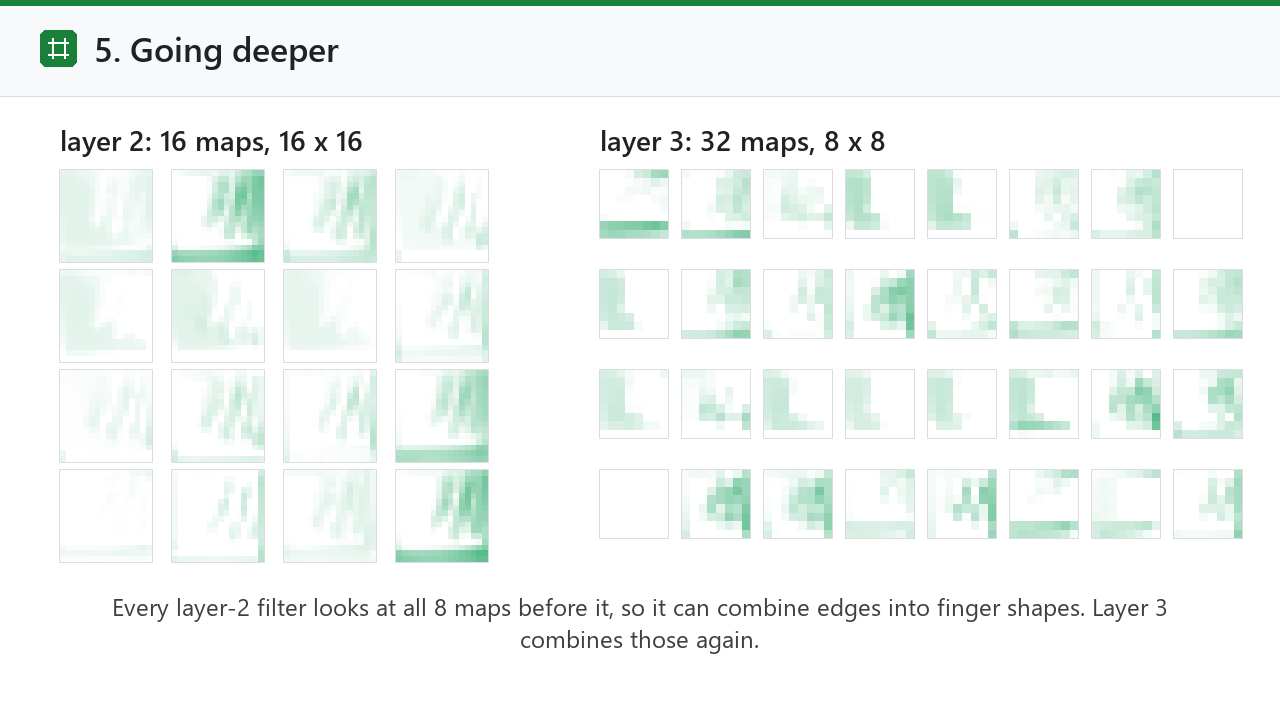 5. Going deeper
layer 2: 16 maps, 16 x 16
layer 3: 32 maps, 8 x 8
Every layer-2 filter looks at all 8 maps before it, so it can combine edges into finger shapes. Layer 3
combines those again.